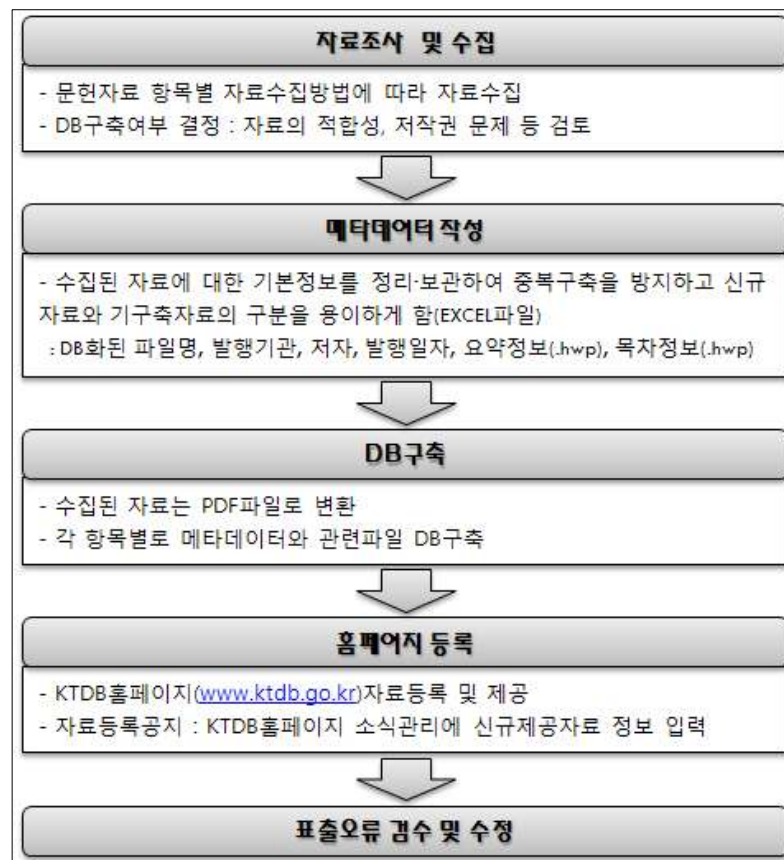 자료조사 및 수집
- 문헌자료 항목별 자료수집방법에 따라 자료수집
- DB구축여부 결정 : 자료의 적합성, 저작권 문제 등 검토
메타데이터 작성
- 수집된 자료에 대한 기본정보를 정리·보관하여 중복구축을 방지하고 신규
자료와 기구축자료의 구분을 용이하게 함(EXCEL파일)
: DB화된 파일명, 발행기관, 저자, 발행일자, 요약정보(.hwp), 목차정보(.hwp)
DB구축
- 수집된 자료는 PDF파일로 변환
- 각 항목별로 메타데이터와 관련파일 DB구축
홈페이지 등록
- KTDB홈페이지(www.ktdb.go.kr)자료등록 및 제공
- 자료등록공지 : KTDB홈페이지 소식관리에 신규제공자료 정보 입력
표출오류 검수 및 수정